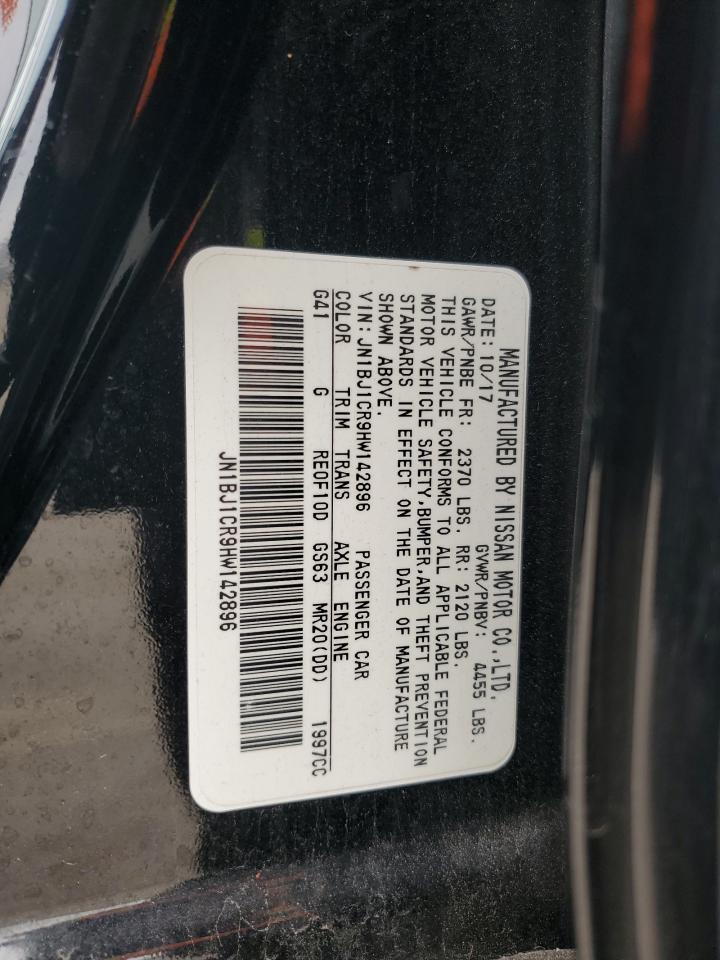 MANUFACTURED BY NISSAN MOTOR CO.,LTD.
DATE: 10/17 GVWR/PNBV: 4455 LBS.
GAWR/PNBE FR: 2370 LBS. RR: 2120 LBS.
THIS VEHICLE CONFORMS TO ALL APPLICABLE FEDERAL
MOTOR VEHICLE SAFETY,BUMPER,AND THEFT PREVENTION
STANDARDS IN EFFECT ON THE DATE OF MANUFACTURE
SHOWN ABOVE.
VIN:JN1BJ1CR9HW142896 PASSENGER CAR
COLOR TRIM TRANS AXLE ENGINE
G41 G RE0F10D GS63 MR20(DD) 1997CC
JN1BJ1CR9HW142896